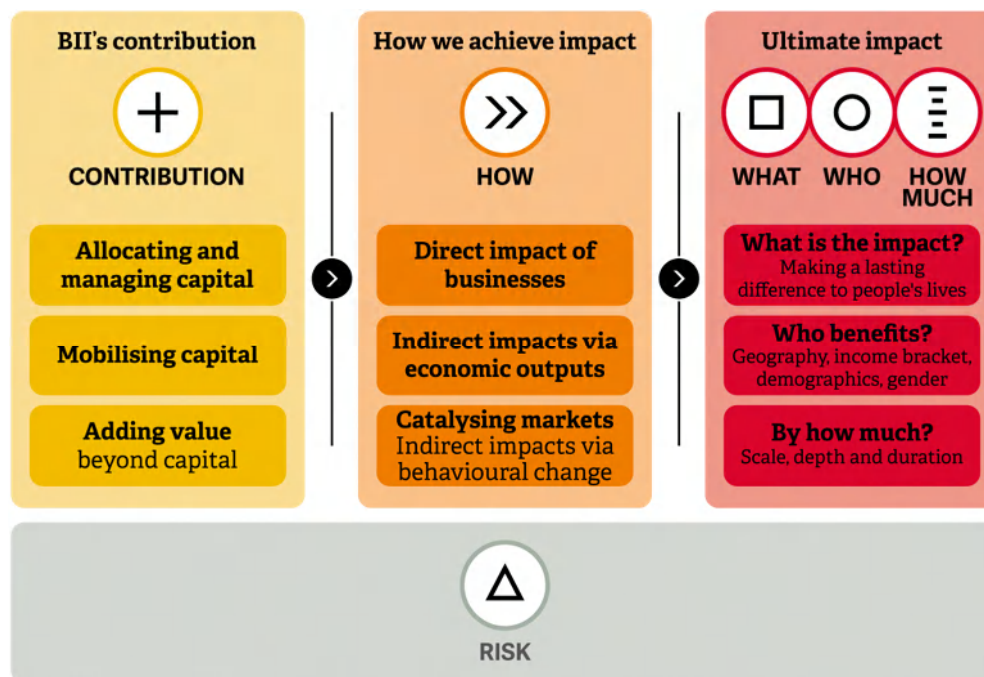 BII's contribution
CONTRIBUTION
Allocating and
managing capital
Mobilising capital
Adding value
beyond capital
How we achieve impact
HOW
Direct impact of
businesses
Indirect impacts via
economic outputs
Catalysing markets
Indirect impacts via
behavioural change
Ultimate impact
WHAT
WHO
HOW
MUCH
What is the impact?
Making a lasting
difference to people's lives
Who benefits?
Geography, income bracket,
demographics, gender
By how much?
Scale, depth and duration
RISK